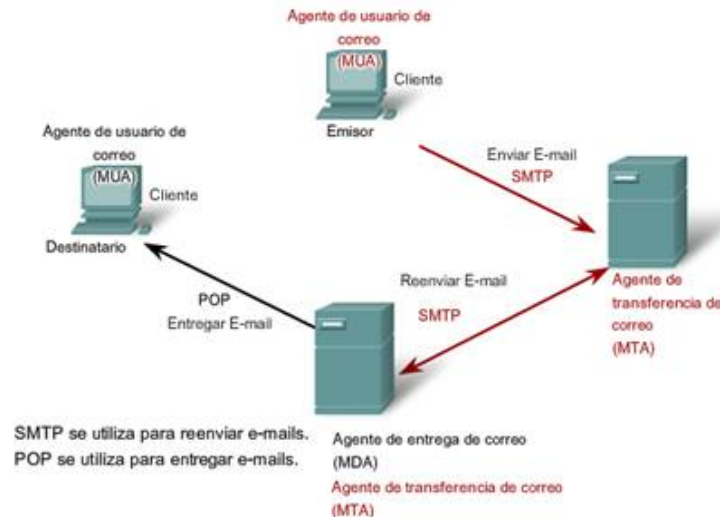 Agente de usuario de
correo
(MUA)
Cliente
Emisor
Agente de usuario de
correo
(MUA)
Cliente
Destinatario
Enviar E-mail
SMTP
Reenviar E-mail
SMTP
Agente de
transferencia de
correo
(MTA)
POP
Entregar E-mail
SMTP se utiliza para reenviar e-mails.
POP se utiliza para entregar e-mails.
Agente de entrega de correo
(MDA)
Agente de transferencia de correo
(MTA)